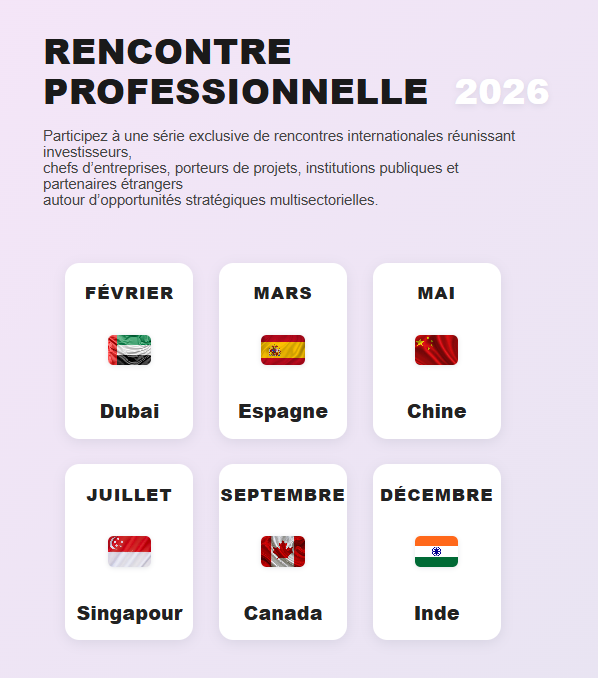 RENCONTRE
PROFESSIONNELLE 2026
Participez à une série exclusive de rencontres internationales réunissant
investisseurs,
chefs d’entreprises, porteurs de projets, institutions publiques et
partenaires étrangers
autour d’opportunités stratégiques multisectorielles.
FÉVRIER
Dubai
MARS
Espagne
MAI
Chine
JUILLET
Singapour
SEPTEMBRE
Canada
DÉCEMBRE
Inde